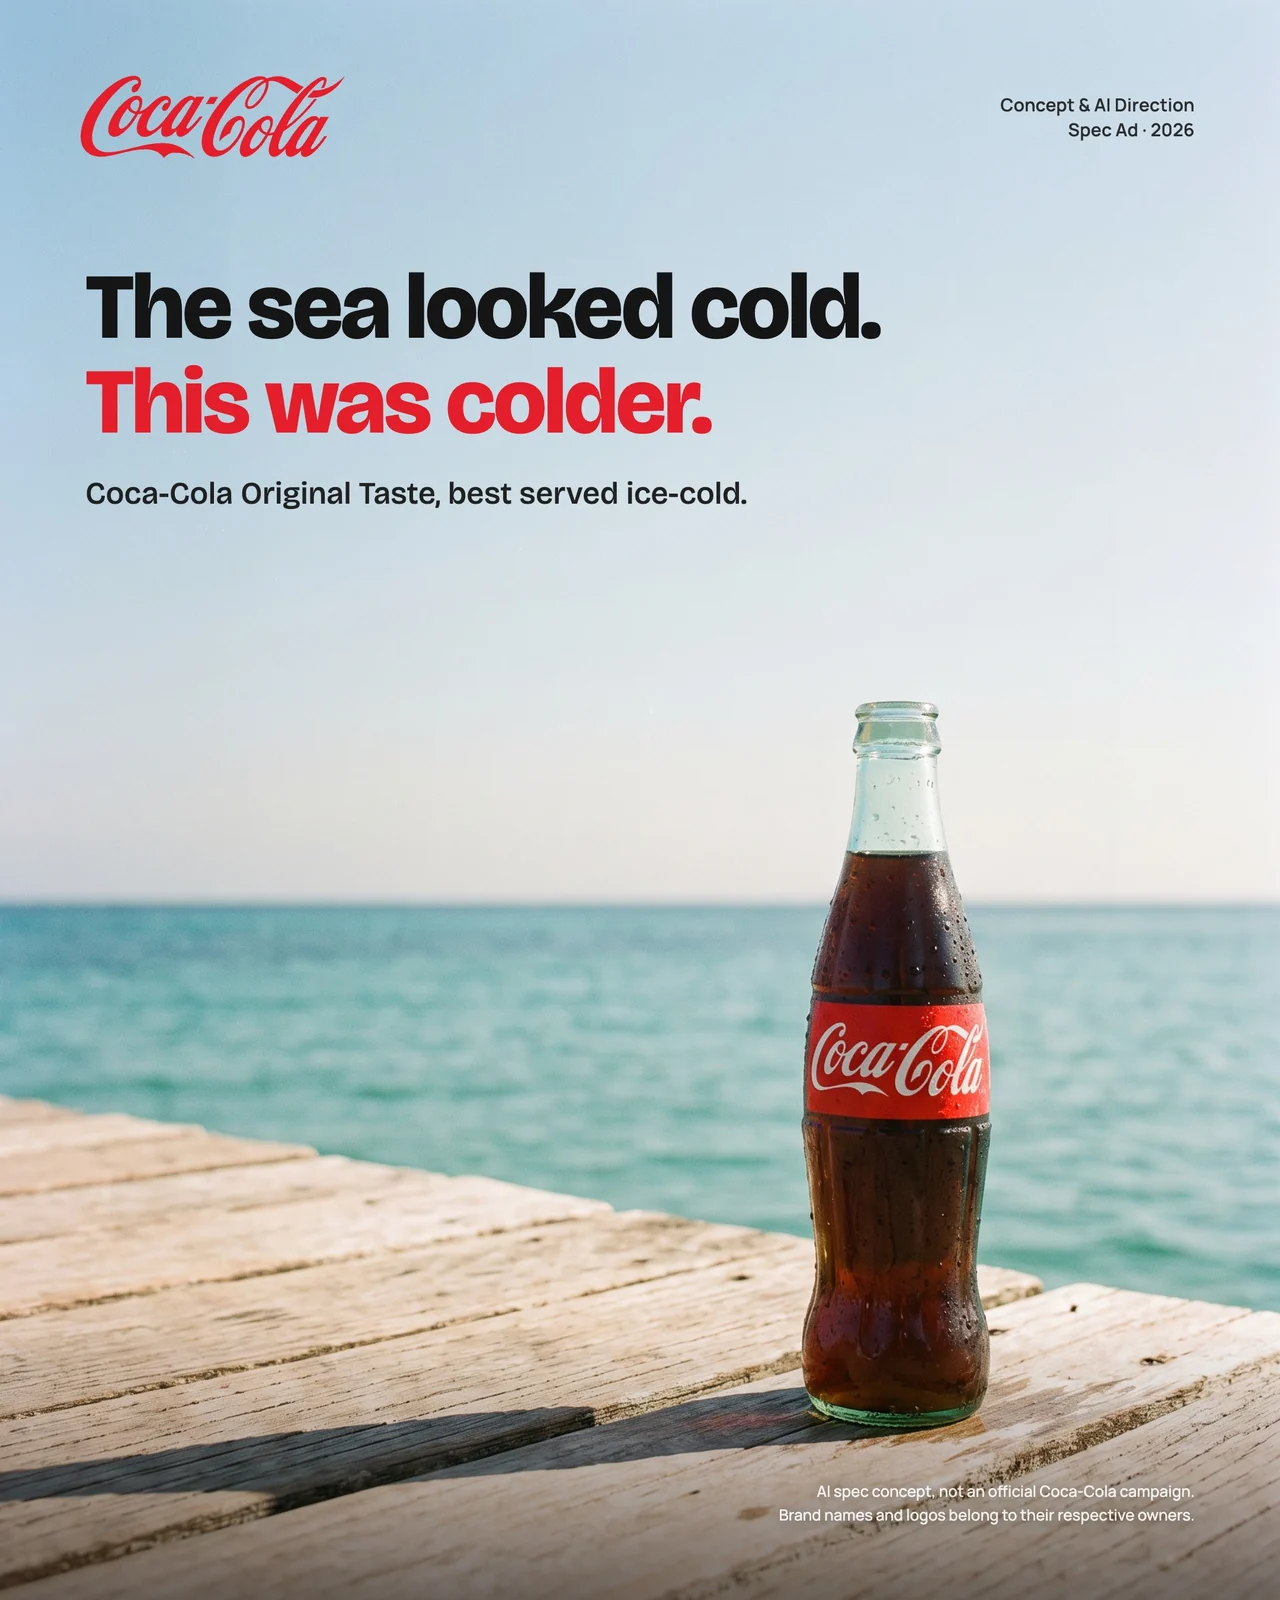 Coca-Cola
Concept & AI Direction
Spec Ad · 2026
The sea looked cold.
This was colder.
Coca-Cola Original Taste, best served ice-cold.
Coca-Cola
AI spec concept, not an official Coca-Cola campaign.
Brand names and logos belong to their respective owners.